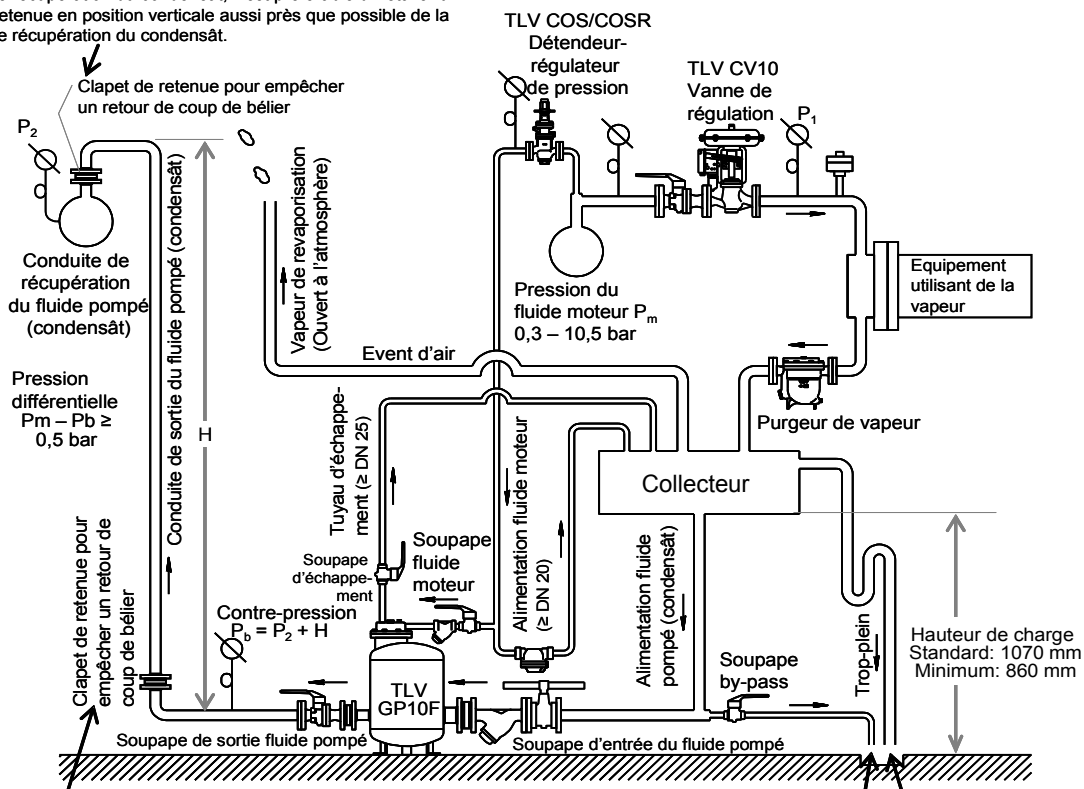 etenue en position verticale aussi près que possible de la
e récupération du condensât.
Clapet de retenue pour empêcher
un retour de coup de bélier
P2
Conduite de
récupération
du fluide pompé
(condensât)
Pression
différentielle
Pm – Pb ≥
0,5 bar
Conduite de sortie du fluide pompé (condensât)
H
Vapeur de revaporisation
(Ouvert à l'atmosphère)
TLV COS/COSR
Détendeur-
régulateur
de pression
TLV CV10
Vanne de
régulation
P1
Pression du
fluide moteur Pm
0,3 – 10,5 bar
Equipement
utilisant de la
vapeur
Event d'air
Purgeur de vapeur
Collecteur
Tuyau d'échappe-
ment (≥ DN 25)
Alimentation fluide moteur
(≥ DN 20)
Alimentation fluide
pompé (condensât)
Soupape
d'échappe-
ment
Soupape
fluide
moteur
Clapet de retenue pour
empêcher un retour de
coup de bélier
Contre-pression
Pb = P2 + H
TLV
GP10F
Soupape
by-pass
Trop-plein
Hauteur de charge
Standard: 1070 mm
Minimum: 860 mm
Soupape de sortie fluide pompé
Soupape d'entrée du fluide pompé